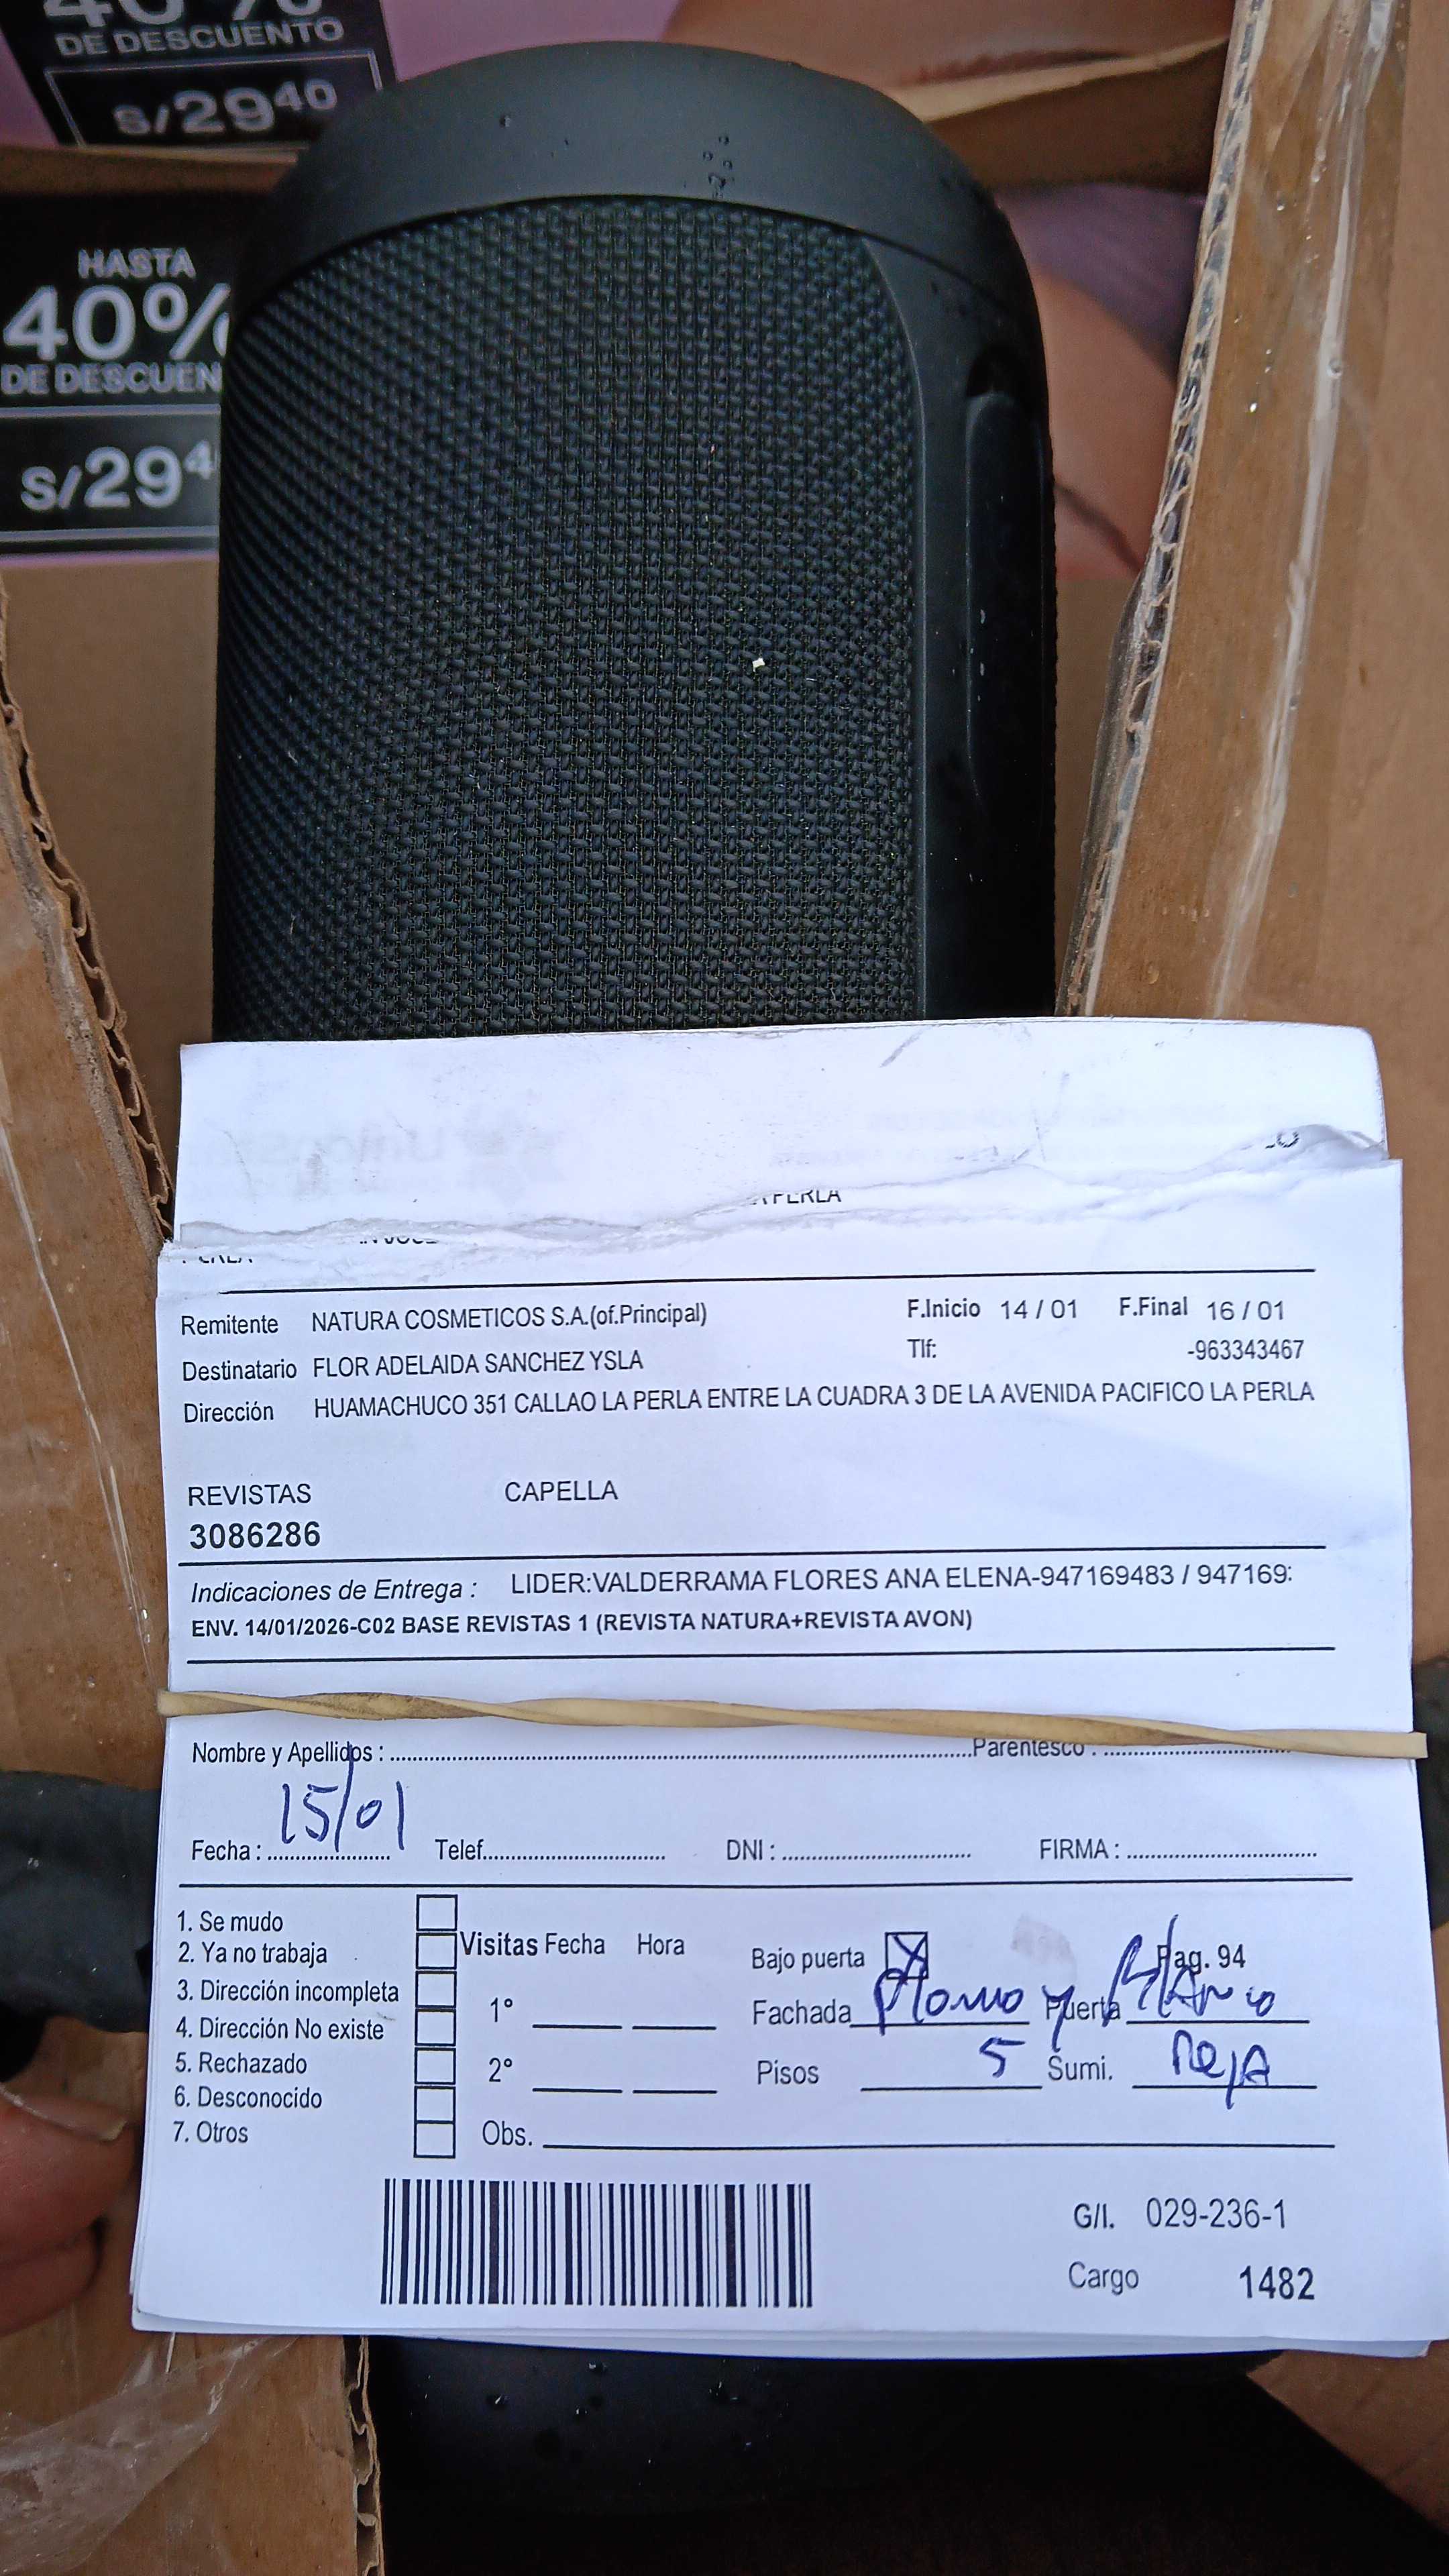 40%
DE DESCUENTO
S/2940
HASTA
40%
DE DESCUEN
S/294
PERLA
Remitente NATURA COSMETICOS S.A.(of.Principal) F.Inicio 14 / 01 F.Final 16 / 01
Destinatario FLOR ADELAIDA SANCHEZ YSLA Tlf: -963343467
Dirección HUAMACHUCO 351 CALLAO LA PERLA ENTRE LA CUADRA 3 DE LA AVENIDA PACIFICO LA PERLA
REVISTAS CAPELLA
3086286
Indicaciones de Entrega : LIDER:VALDERRAMA FLORES ANA ELENA-947169483 / 947169:
ENV. 14/01/2026-C02 BASE REVISTAS 1 (REVISTA NATURA+REVISTA AVON)
Nombre y Apellidos : Parentesco :
Fecha : 15/01 Telef. DNI : FIRMA :
1. Se mudo
2. Ya no trabaja
3. Dirección incompleta
4. Dirección No existe
5. Rechazado
6. Desconocido
7. Otros
Visitas Fecha Hora
1°
2°
Obs.
Bajo puerta X Pag. 94
Fachada Plomo y Puerta Blanco
Pisos 5 Sumi. Reja
G/I. 029-236-1
Cargo 1482